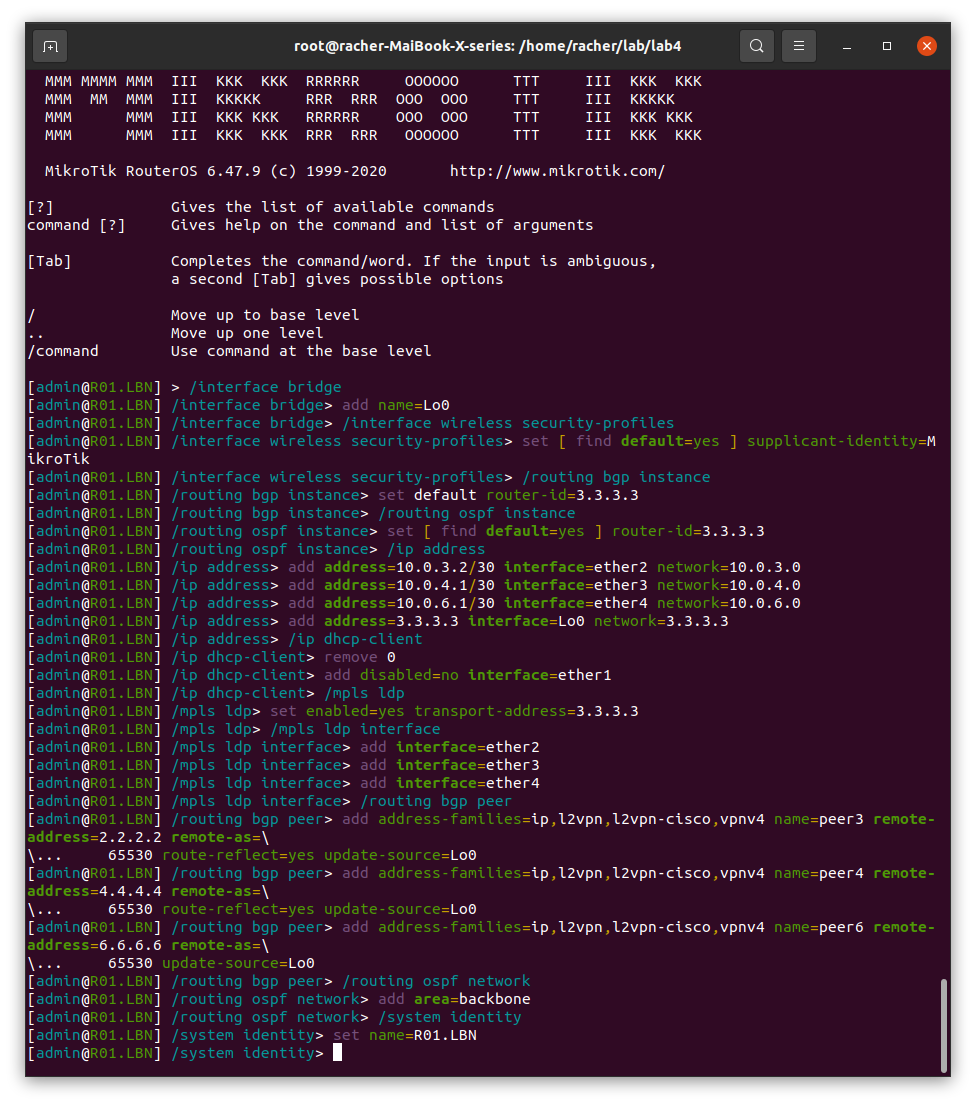 root@racher-MaiBook-X-series: /home/racher/lab/lab4
  MMM MMMM MMM  III  KKK  KKK  RRRRRR     OOOOOO      TTT     III  KKK  KKK
  MMM  MM  MMM  III  KKKKK     RRR  RRR  OOO  OOO     TTT     III  KKKKK
  MMM      MMM  III  KKK KKK   RRRRRR    OOO  OOO     TTT     III  KKK KKK
  MMM      MMM  III  KKK  KKK  RRR  RRR   OOOOOO      TTT     III  KKK  KKK
  MikroTik RouterOS 6.47.9 (c) 1999-2020       http://www.mikrotik.com/
[?]             Gives the list of available commands
command [?]     Gives help on the command and list of arguments
[Tab]           Completes the command/word. If the input is ambiguous,
                a second [Tab] gives possible options
/               Move up to base level
..              Move up one level
/command        Use command at the base level
[admin@R01.LBN] > /interface bridge
[admin@R01.LBN] /interface bridge> add name=Lo0
[admin@R01.LBN] /interface bridge> /interface wireless security-profiles
[admin@R01.LBN] /interface wireless security-profiles> set [ find default=yes ] supplicant-identity=M
ikroTik
[admin@R01.LBN] /interface wireless security-profiles> /routing bgp instance
[admin@R01.LBN] /routing bgp instance> set default router-id=3.3.3.3
[admin@R01.LBN] /routing bgp instance> /routing ospf instance
[admin@R01.LBN] /routing ospf instance> set [ find default=yes ] router-id=3.3.3.3
[admin@R01.LBN] /routing ospf instance> /ip address
[admin@R01.LBN] /ip address> add address=10.0.3.2/30 interface=ether2 network=10.0.3.0
[admin@R01.LBN] /ip address> add address=10.0.4.1/30 interface=ether3 network=10.0.4.0
[admin@R01.LBN] /ip address> add address=10.0.6.1/30 interface=ether4 network=10.0.6.0
[admin@R01.LBN] /ip address> add address=3.3.3.3 interface=Lo0 network=3.3.3.3
[admin@R01.LBN] /ip address> /ip dhcp-client
[admin@R01.LBN] /ip dhcp-client> remove 0
[admin@R01.LBN] /ip dhcp-client> add disabled=no interface=ether1
[admin@R01.LBN] /ip dhcp-client> /mpls ldp
[admin@R01.LBN] /mpls ldp> set enabled=yes transport-address=3.3.3.3
[admin@R01.LBN] /mpls ldp> /mpls ldp interface
[admin@R01.LBN] /mpls ldp interface> add interface=ether2
[admin@R01.LBN] /mpls ldp interface> add interface=ether3
[admin@R01.LBN] /mpls ldp interface> add interface=ether4
[admin@R01.LBN] /mpls ldp interface> /routing bgp peer
[admin@R01.LBN] /routing bgp peer> add address-families=ip,l2vpn,l2vpn-cisco,vpnv4 name=peer3 remote-
address=2.2.2.2 remote-as=\
\...     65530 route-reflect=yes update-source=Lo0
[admin@R01.LBN] /routing bgp peer> add address-families=ip,l2vpn,l2vpn-cisco,vpnv4 name=peer4 remote-
address=4.4.4.4 remote-as=\
\...     65530 route-reflect=yes update-source=Lo0
[admin@R01.LBN] /routing bgp peer> add address-families=ip,l2vpn,l2vpn-cisco,vpnv4 name=peer6 remote-
address=6.6.6.6 remote-as=\
\...     65530 update-source=Lo0
[admin@R01.LBN] /routing bgp peer> /routing ospf network
[admin@R01.LBN] /routing ospf network> add area=backbone
[admin@R01.LBN] /routing ospf network> /system identity
[admin@R01.LBN] /system identity> set name=R01.LBN
[admin@R01.LBN] /system identity>